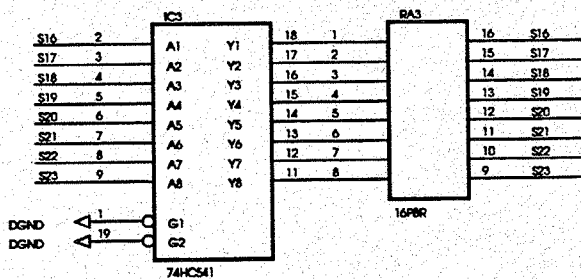 IC3 RA3
S16 2 A1 Y1 18 1 16 S16
S17 3 A2 Y2 17 2 15 S17
S18 4 A3 Y3 16 3 14 S18
S19 5 A4 Y4 15 4 13 S19
S20 6 A5 Y5 14 5 12 S20
S21 7 A6 Y6 13 6 11 S21
S22 8 A7 Y7 12 7 10 S22
S23 9 A8 Y8 11 8 9 S23
DGND 1 G1
DGND 19 G2
16P8R
74HC541